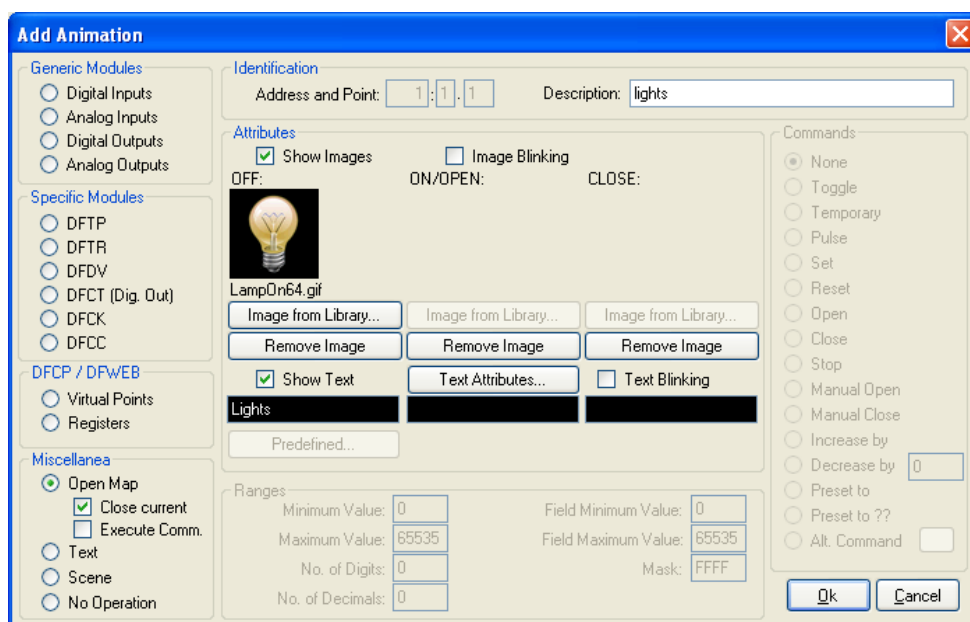 Add Animation
Generic Modules
Digital Inputs
Analog Inputs
Digital Outputs
Analog Outputs
Specific Modules
DFTP
DFTR
DFDV
DFCT (Dig. Out)
DFCK
DFCC
DFCP / DFWEB
Virtual Points
Registers
Miscellanea
Open Map
Close current
Execute Comm.
Text
Scene
No Operation
Identification
Address and Point: 1 : 1 . 1 Description: lights
Attributes
Show Images Image Blinking
OFF: ON/OPEN: CLOSE:
LampOn64.gif
Image from Library... Image from Library... Image from Library...
Remove Image Remove Image Remove Image
Show Text Text Attributes... Text Blinking
Lights
Predefined...
Ranges
Minimum Value: 0 Field Minimum Value: 0
Maximum Value: 65535 Field Maximum Value: 65535
No. of Digits: 0 Mask: FFFF
No. of Decimals: 0
Commands
None
Toggle
Temporary
Pulse
Set
Reset
Open
Close
Stop
Manual Open
Manual Close
Increase by
Decrease by 0
Preset to
Preset to ??
Alt. Command
Ok Cancel